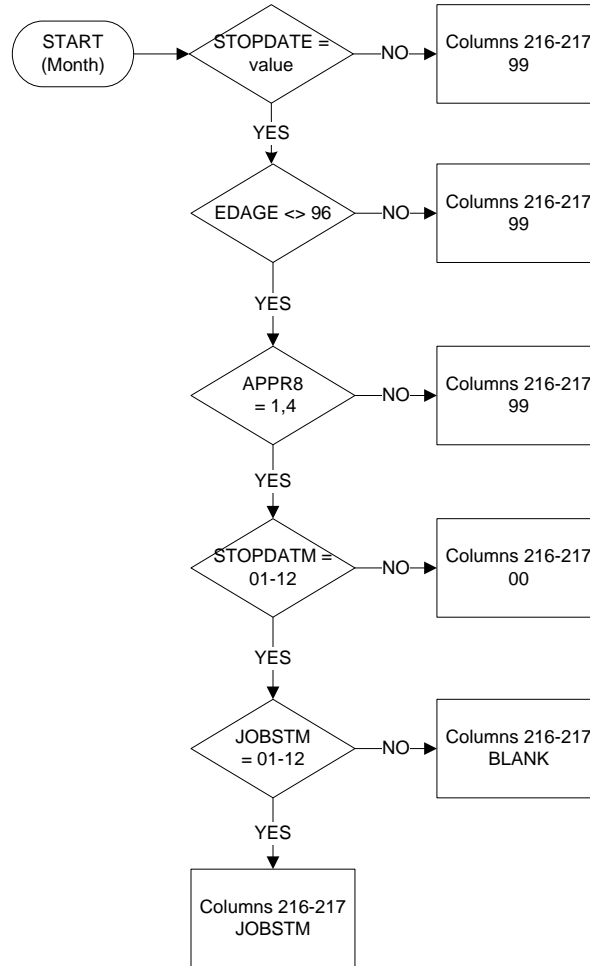 START
(Month)
STOPDATE =
value
NO
Columns 216-217
99
YES
EDAGE <> 96
NO
Columns 216-217
99
YES
APPR8
= 1,4
NO
Columns 216-217
99
YES
STOPDATM =
01-12
NO
Columns 216-217
00
YES
JOBSTM
= 01-12
NO
Columns 216-217
BLANK
YES
Columns 216-217
JOBSTM